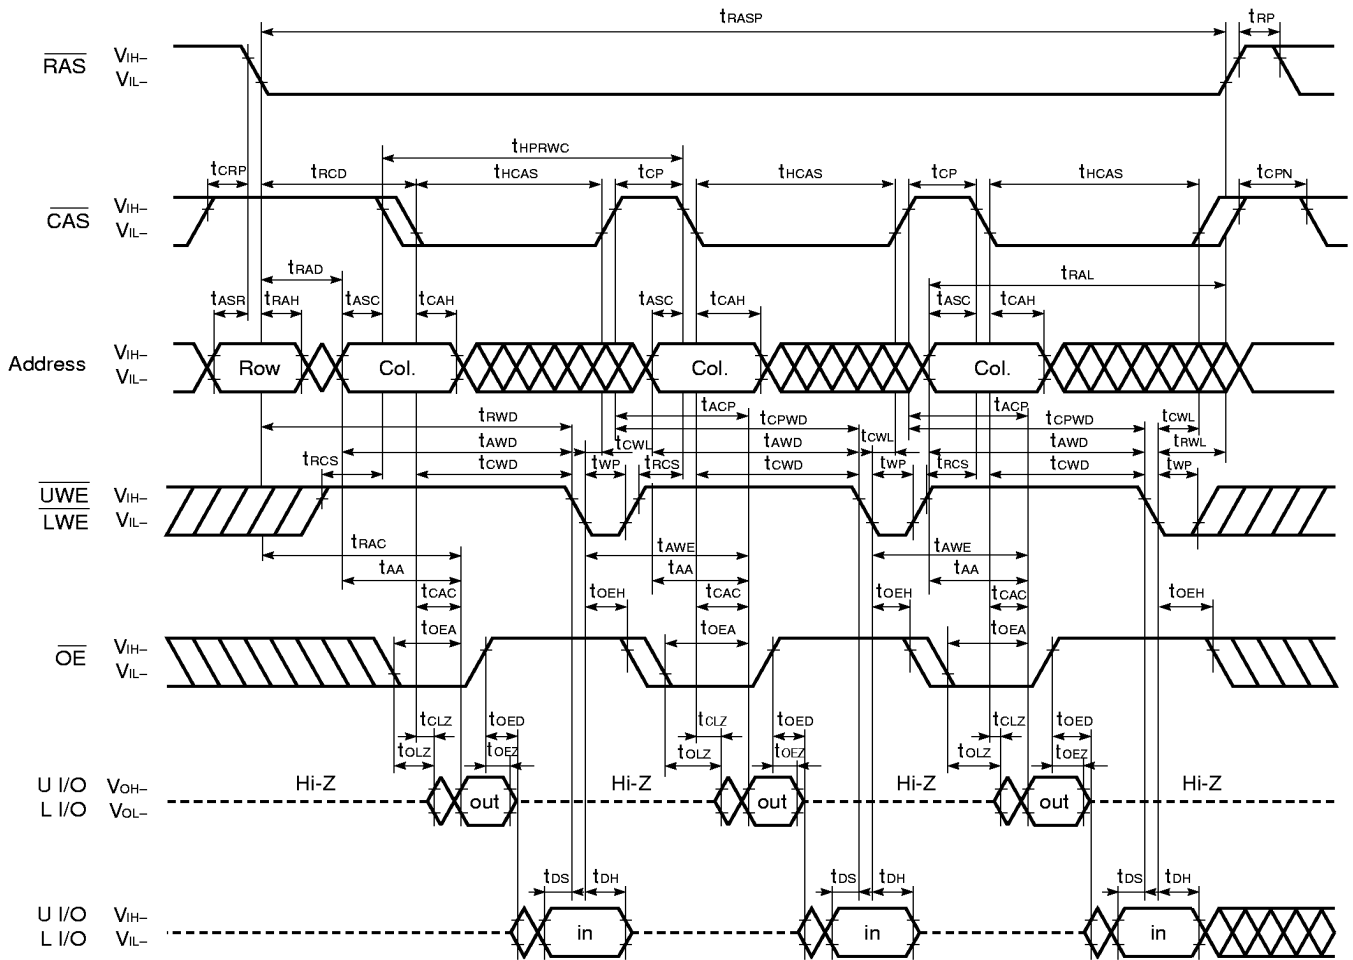 tRASP tRP
RAS VIH– VIL–
tHPRWC
tCRP tRCD tHCAS tCP tHCAS tCP tHCAS tCPN
CAS VIH– VIL–
tRAD tRAL
tASR tRAH tASC tCAH tASC tCAH tASC tCAH
Address VIH– VIL– Row Col. Col. Col.
tACP tACP
tRWD tCPWD tCPWD tCWL
tAWD tCWL tAWD tCWL tAWD tRWL
tRCS tCWD tWP tRCS tCWD tWP tRCS tCWD tWP
UWE VIH–
LWE VIL–
tRAC tAWE tAWE
tAA tAA tAA
tCAC tOEH tCAC tOEH tCAC tOEH
tOEA tOEA tOEA
OE VIH– VIL–
tCLZ tOED tCLZ tOED tCLZ tOED
tOLZ tOEZ tOLZ tOEZ tOLZ tOEZ
U I/O VOH– Hi-Z Hi-Z Hi-Z Hi-Z
L I/O VOL– out out out
tDS tDH tDS tDH tDS tDH
U I/O VIH–
L I/O VIL– in in in